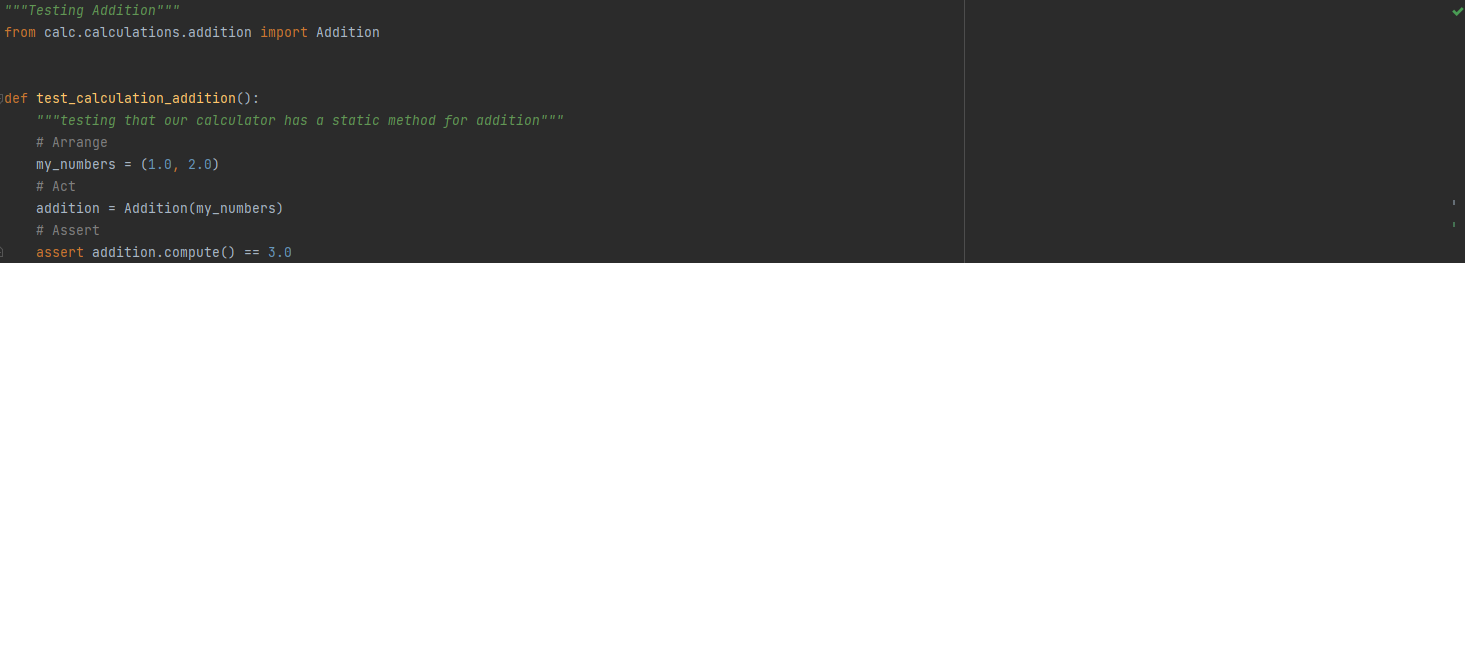 """Testing Addition"""
from calc.calculations.addition import Addition
def test_calculation_addition():
"""testing that our calculator has a static method for addition"""
# Arrange
my_numbers = (1.0, 2.0)
# Act
addition = Addition(my_numbers)
# Assert
assert addition.compute() == 3.0